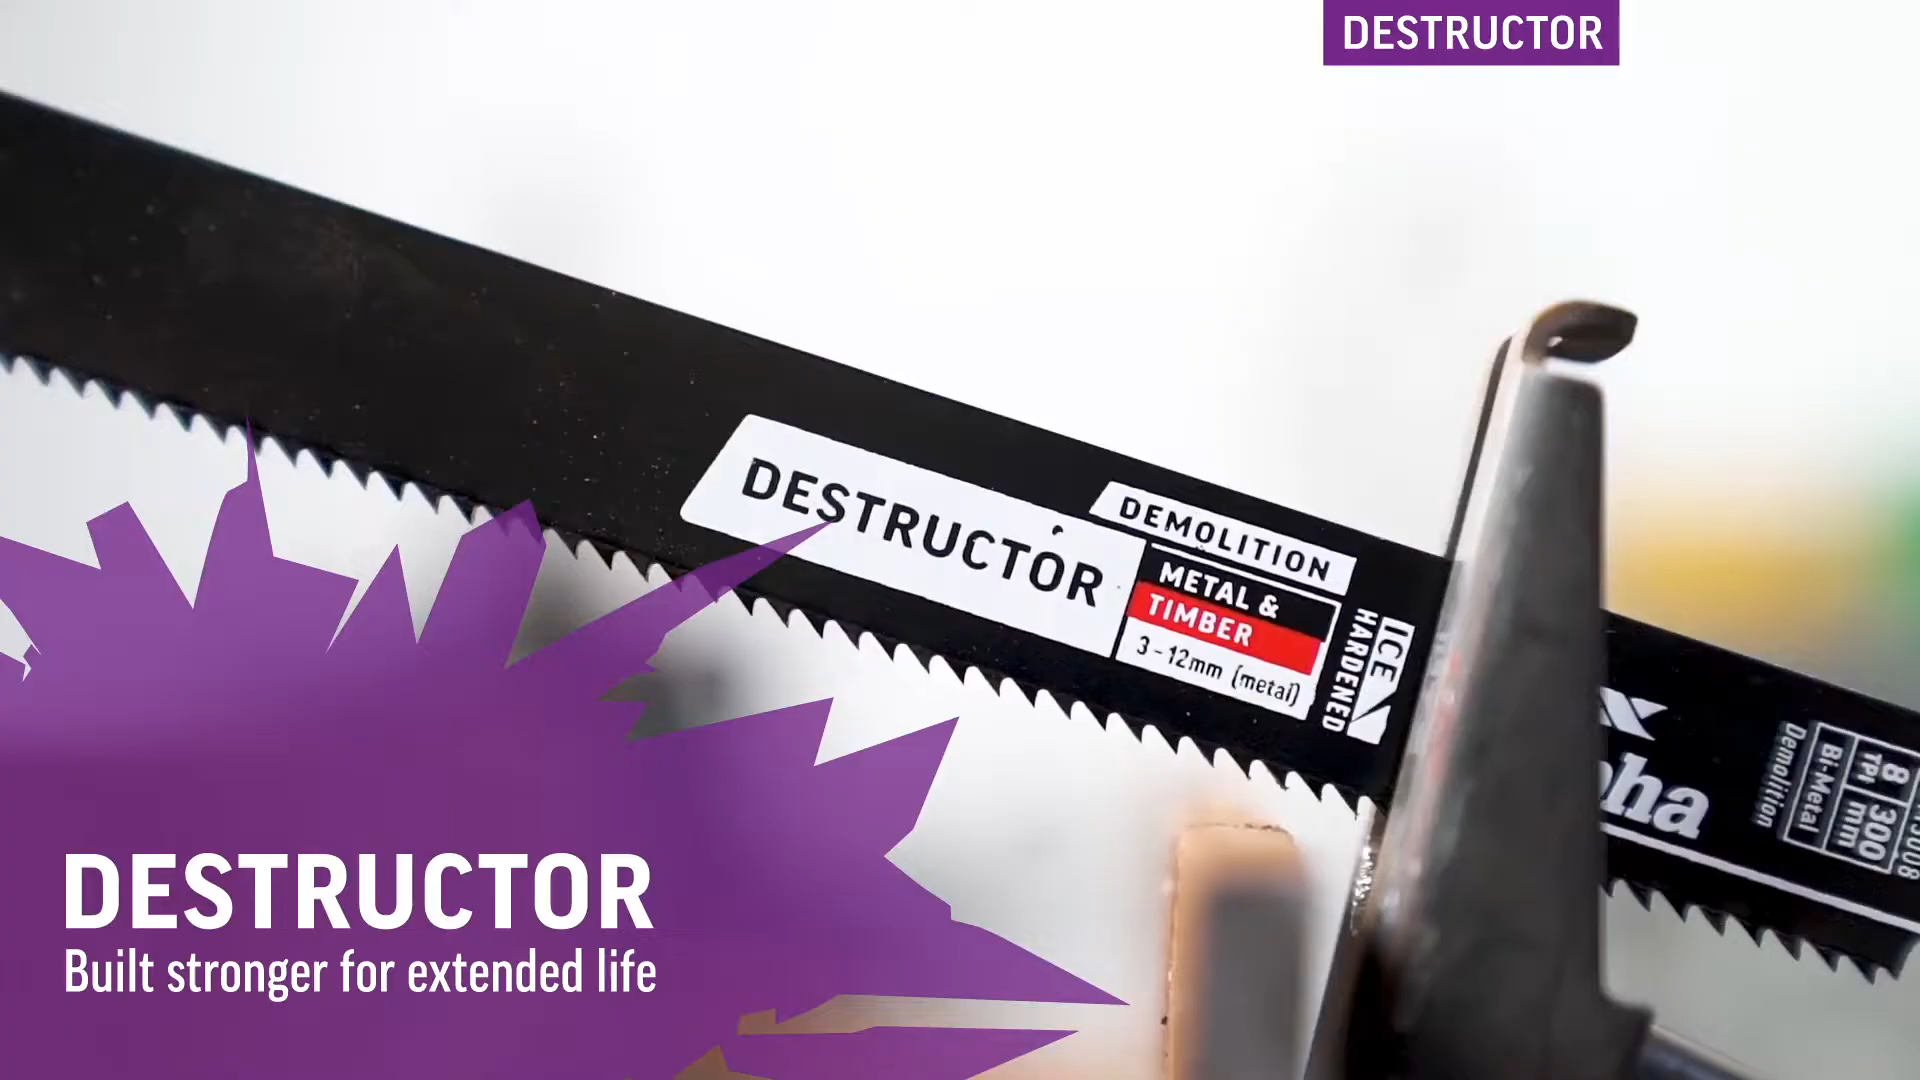 DESTRUCTOR
DESTRUCTOR
DEMOLITION
METAL &
TIMBER
3-12mm (metal)
ICE
HARDENED
Demolition
Bi-Metal
8 TPI
300 mm
DESTRUCTOR
Built stronger for extended life